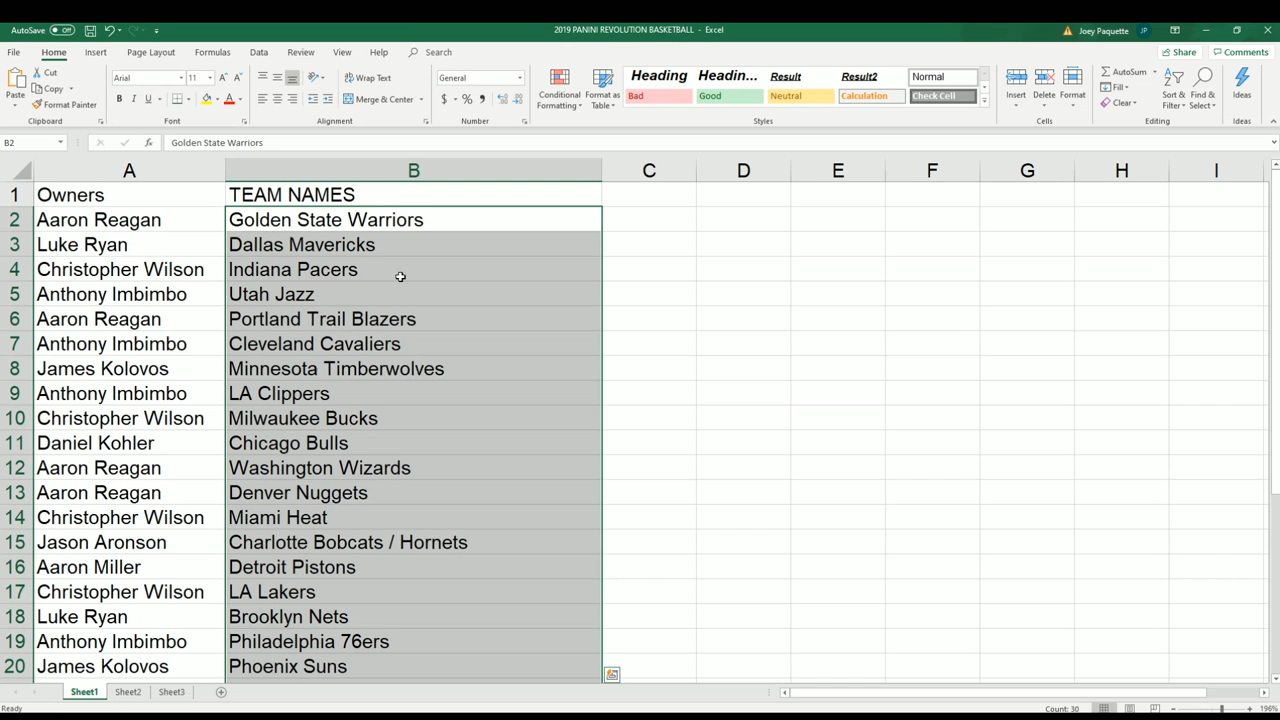 AutoSave Off
2019 PANINI REVOLUTION BASKETBALL - Excel
Joey Paquette JP
File Home Insert Page Layout Formulas Data Review View Help Search
Share Comments
Paste
Cut
Copy
Format Painter
Clipboard
Arial 11
B I U
Font
Wrap Text
Merge & Center
Alignment
General
$ % ,
Number
Conditional Formatting
Format as Table
Heading Headin... Result Result2 Normal
Bad Good Neutral Calculation Check Cell
Styles
Insert Delete Format
Cells
AutoSum
Fill
Clear
Sort & Filter
Find & Select
Editing
Ideas
Ideas
B2 fx Golden State Warriors
A B C D E F G H I
1 Owners TEAM NAMES
2 Aaron Reagan Golden State Warriors
3 Luke Ryan Dallas Mavericks
4 Christopher Wilson Indiana Pacers
5 Anthony Imbimbo Utah Jazz
6 Aaron Reagan Portland Trail Blazers
7 Anthony Imbimbo Cleveland Cavaliers
8 James Kolovos Minnesota Timberwolves
9 Anthony Imbimbo LA Clippers
10 Christopher Wilson Milwaukee Bucks
11 Daniel Kohler Chicago Bulls
12 Aaron Reagan Washington Wizards
13 Aaron Reagan Denver Nuggets
14 Christopher Wilson Miami Heat
15 Jason Aronson Charlotte Bobcats / Hornets
16 Aaron Miller Detroit Pistons
17 Christopher Wilson LA Lakers
18 Luke Ryan Brooklyn Nets
19 Anthony Imbimbo Philadelphia 76ers
20 James Kolovos Phoenix Suns
Sheet1 Sheet2 Sheet3
Ready
Count: 30
196%